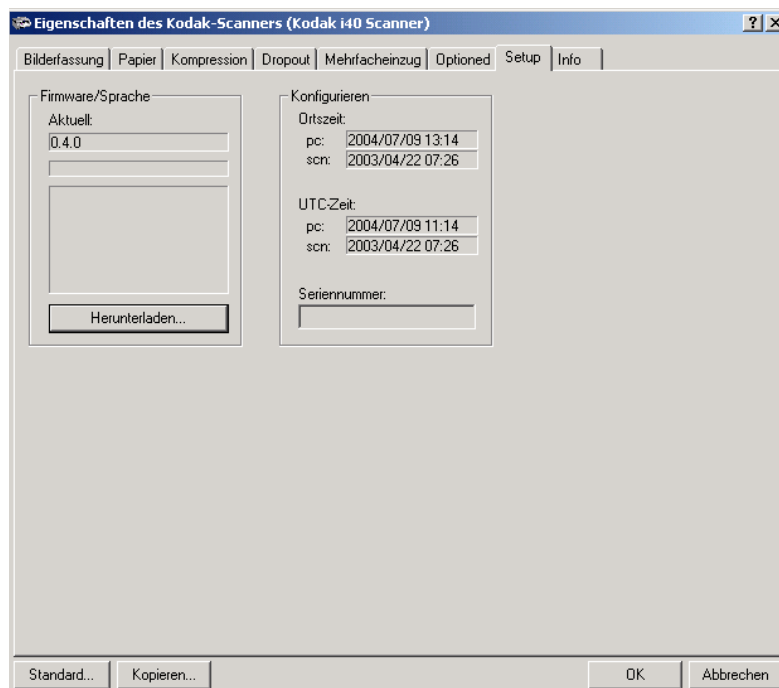 Eigenschaften des Kodak-Scanners (Kodak i40 Scanner)
Bilderfassung Papier Kompression Dropout Mehrfacheinzug Optioned Setup Info
Firmware/Sprache
Aktuell:
0.4.0
Herunterladen...
Konfigurieren
Ortszeit:
pc: 2004/07/09 13:14
scn: 2003/04/22 07:26
UTC-Zeit:
pc: 2004/07/09 11:14
scn: 2003/04/22 07:26
Seriennummer:
Standard... Kopieren... OK Abbrechen